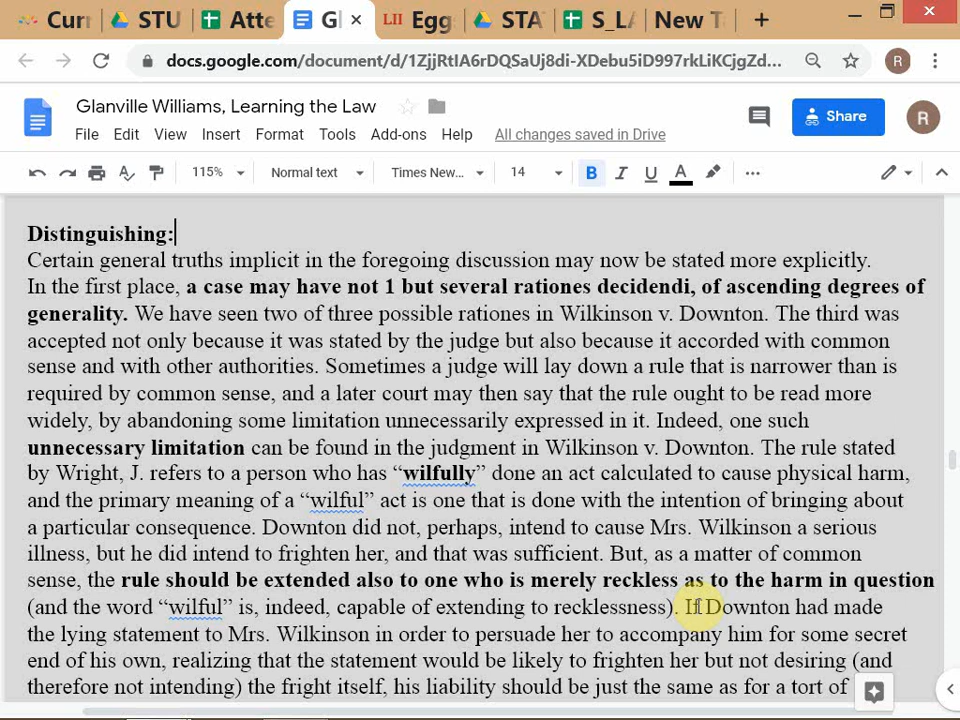 Curr STU Atte Gl × LII Egg: STA S_LA New T +
docs.google.com/document/d/1ZjjRtIA6rDQSaUj8di-XDebu5iD997rkLiKCjgZd... R
Glanville Williams, Learning the Law
File Edit View Insert Format Tools Add-ons Help All changes saved in Drive Share R
115% Normal text Times New... 14 B I U A ...
Distinguishing:
Certain general truths implicit in the foregoing discussion may now be stated more explicitly.
In the first place, a case may have not 1 but several rationes decidendi, of ascending degrees of
generality. We have seen two of three possible rationes in Wilkinson v. Downton. The third was
accepted not only because it was stated by the judge but also because it accorded with common
sense and with other authorities. Sometimes a judge will lay down a rule that is narrower than is
required by common sense, and a later court may then say that the rule ought to be read more
widely, by abandoning some limitation unnecessarily expressed in it. Indeed, one such
unnecessary limitation can be found in the judgment in Wilkinson v. Downton. The rule stated
by Wright, J. refers to a person who has “wilfully” done an act calculated to cause physical harm,
and the primary meaning of a “wilful” act is one that is done with the intention of bringing about
a particular consequence. Downton did not, perhaps, intend to cause Mrs. Wilkinson a serious
illness, but he did intend to frighten her, and that was sufficient. But, as a matter of common
sense, the rule should be extended also to one who is merely reckless as to the harm in question
(and the word “wilful” is, indeed, capable of extending to recklessness). If Downton had made
the lying statement to Mrs. Wilkinson in order to persuade her to accompany him for some secret
end of his own, realizing that the statement would be likely to frighten her but not desiring (and
therefore not intending) the fright itself, his liability should be just the same as for a tort of